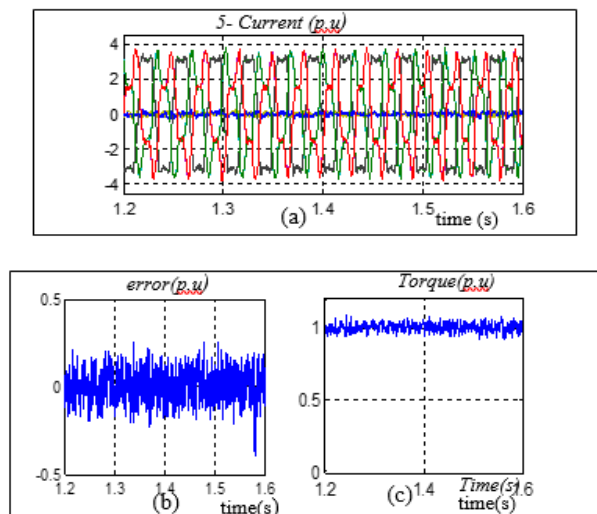 5- Current (p,u)
4
2
0
-2
-4
1.2 1.3 1.4 1.5 1.6
(a) time (s)
error(p,u)
0.5
0
-0.5
1.2 1.3 1.4 1.5 1.6
(b) time(s)
Torque(p,u)
1
0.5
0
1.2 1.4 1.6
Time(s)
(c) time(s)